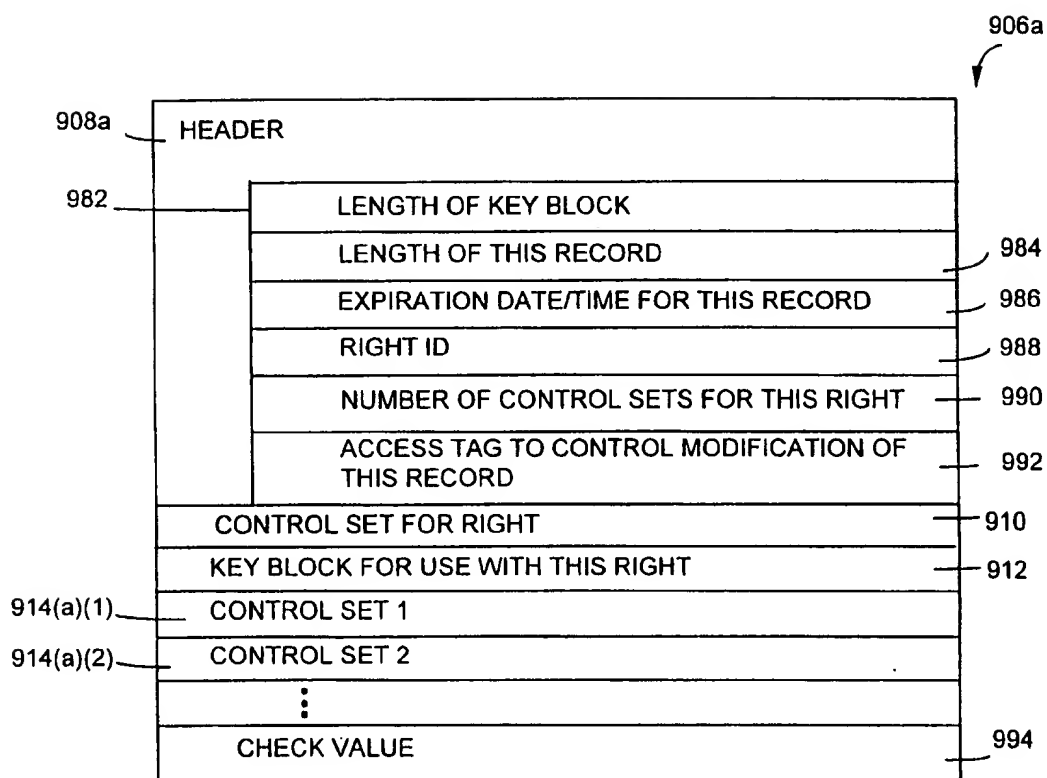 906a
908a
HEADER
982
LENGTH OF KEY BLOCK
LENGTH OF THIS RECORD
984
EXPIRATION DATE/TIME FOR THIS RECORD
986
RIGHT ID
988
NUMBER OF CONTROL SETS FOR THIS RIGHT
990
ACCESS TAG TO CONTROL MODIFICATION OF
THIS RECORD
992
CONTROL SET FOR RIGHT
910
KEY BLOCK FOR USE WITH THIS RIGHT
912
914(a)(1)
CONTROL SET 1
914(a)(2)
CONTROL SET 2
⋮
CHECK VALUE
994